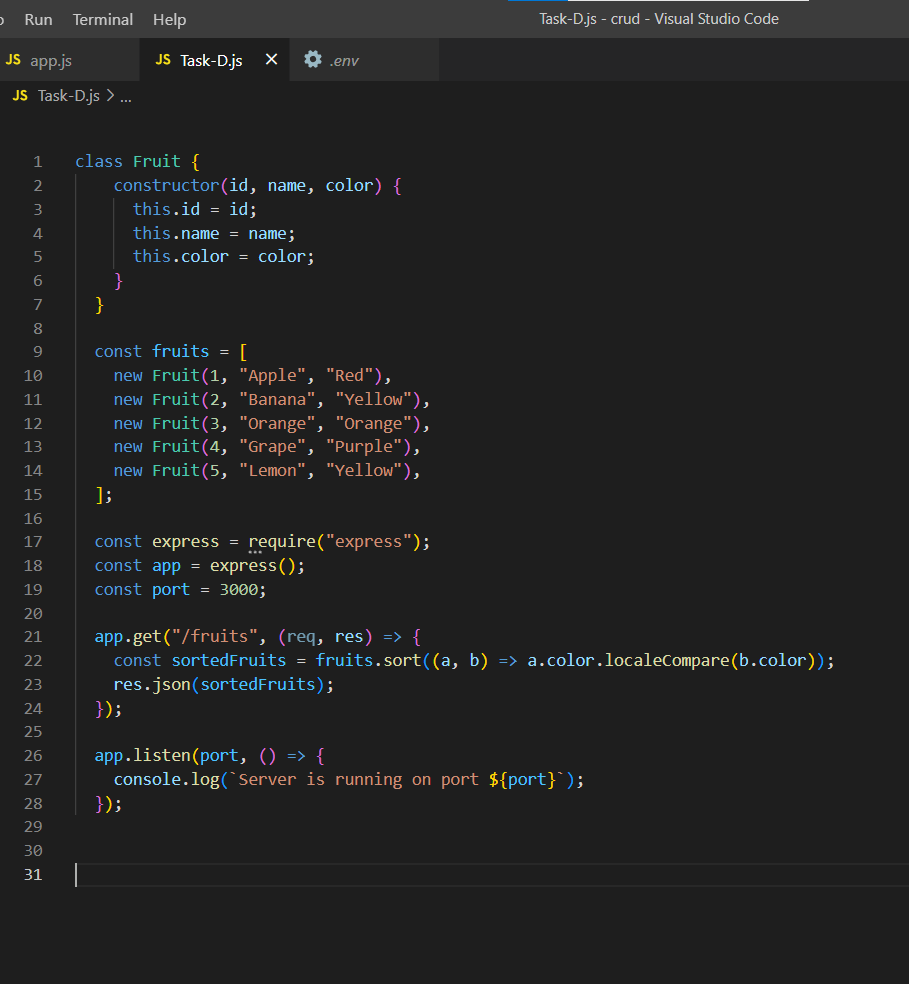 Run Terminal Help Task-D.js - crud - Visual Studio Code
JS app.js JS Task-D.js × .env
JS Task-D.js > ...
1 class Fruit {
2 constructor(id, name, color) {
3 this.id = id;
4 this.name = name;
5 this.color = color;
6 }
7 }
8
9 const fruits = [
10 new Fruit(1, "Apple", "Red"),
11 new Fruit(2, "Banana", "Yellow"),
12 new Fruit(3, "Orange", "Orange"),
13 new Fruit(4, "Grape", "Purple"),
14 new Fruit(5, "Lemon", "Yellow"),
15 ];
16
17 const express = require("express");
18 const app = express();
19 const port = 3000;
20
21 app.get("/fruits", (req, res) => {
22 const sortedFruits = fruits.sort((a, b) => a.color.localeCompare(b.color));
23 res.json(sortedFruits);
24 });
25
26 app.listen(port, () => {
27 console.log(`Server is running on port ${port}`);
28 });
29
30
31